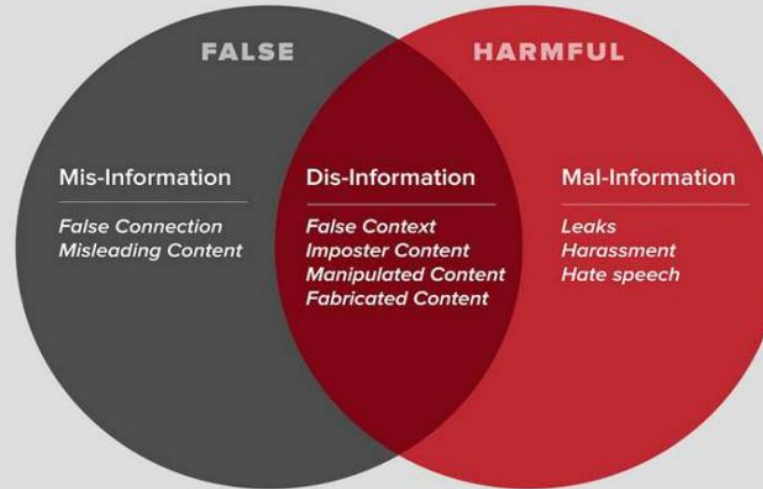 FALSE
HARMFUL
Mis-Information
False Connection
Misleading Content
Dis-Information
False Context
Imposter Content
Manipulated Content
Fabricated Content
Mal-Information
Leaks
Harassment
Hate speech